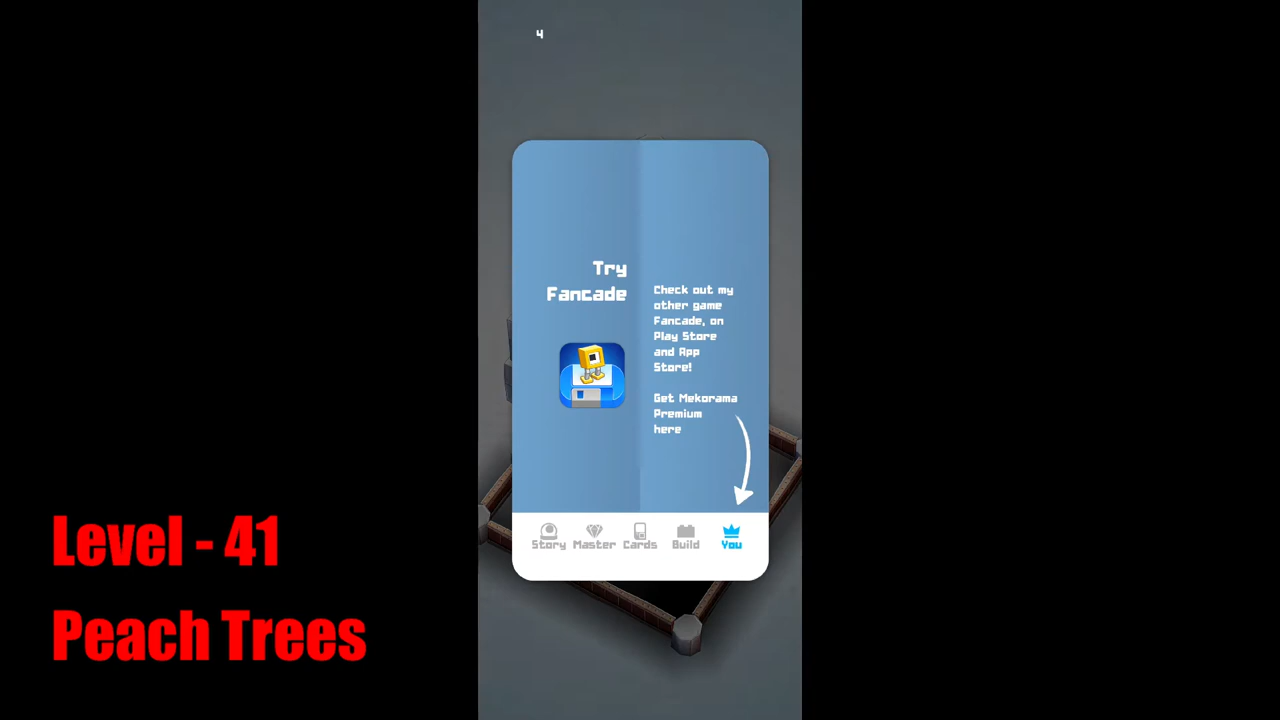 4
Try
Fancade
Check out my
other game
Fancade, on
Play Store
and App
Store!
Get Mekorama
Premium
here
Story Master Cards Build You
Level - 41
Peach Trees